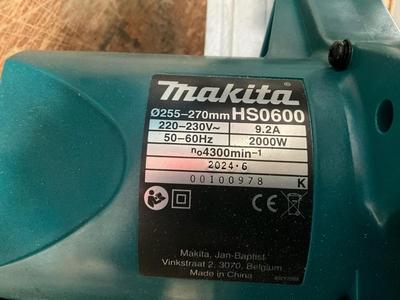 makita
Ø255-270mm HS0600
220-230V~ 9.2A
50-60Hz 2000W
n₀4300min⁻¹
2024·6
00100978 K
CE
Makita, Jan-Baptist
Vinkstraat 2, 3070, Belgium
Made in China